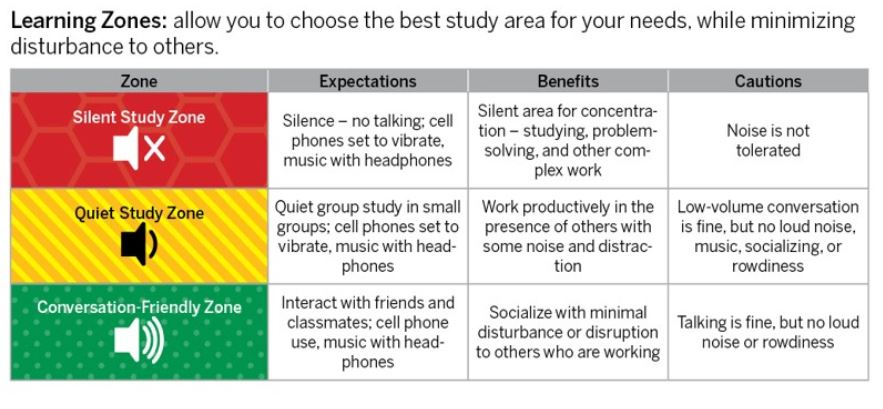 Learning Zones: allow you to choose the best study area for your needs, while minimizing
disturbance to others.
Zone
Expectations
Benefits
Cautions
Silent Study Zone
Silence – no talking; cell
phones set to vibrate,
music with headphones
Silent area for concentra-
tion – studying, problem-
solving, and other com-
plex work
Noise is not
tolerated
Quiet Study Zone
Quiet group study in small
groups; cell phones set to
vibrate, music with head-
phones
Work productively in the
presence of others with
some noise and distrac-
tion
Low-volume conversation
is fine, but no loud noise,
music, socializing, or
rowdiness
Conversation-Friendly Zone
Interact with friends and
classmates; cell phone
use, music with head-
phones
Socialize with minimal
disturbance or disruption
to others who are working
Talking is fine, but no loud
noise or rowdiness